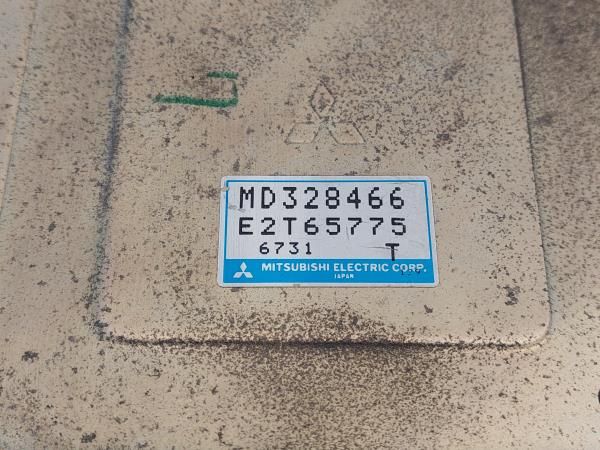 MD328466
E2T65775
6731 T
MITSUBISHI ELECTRIC CORP.
JAPAN